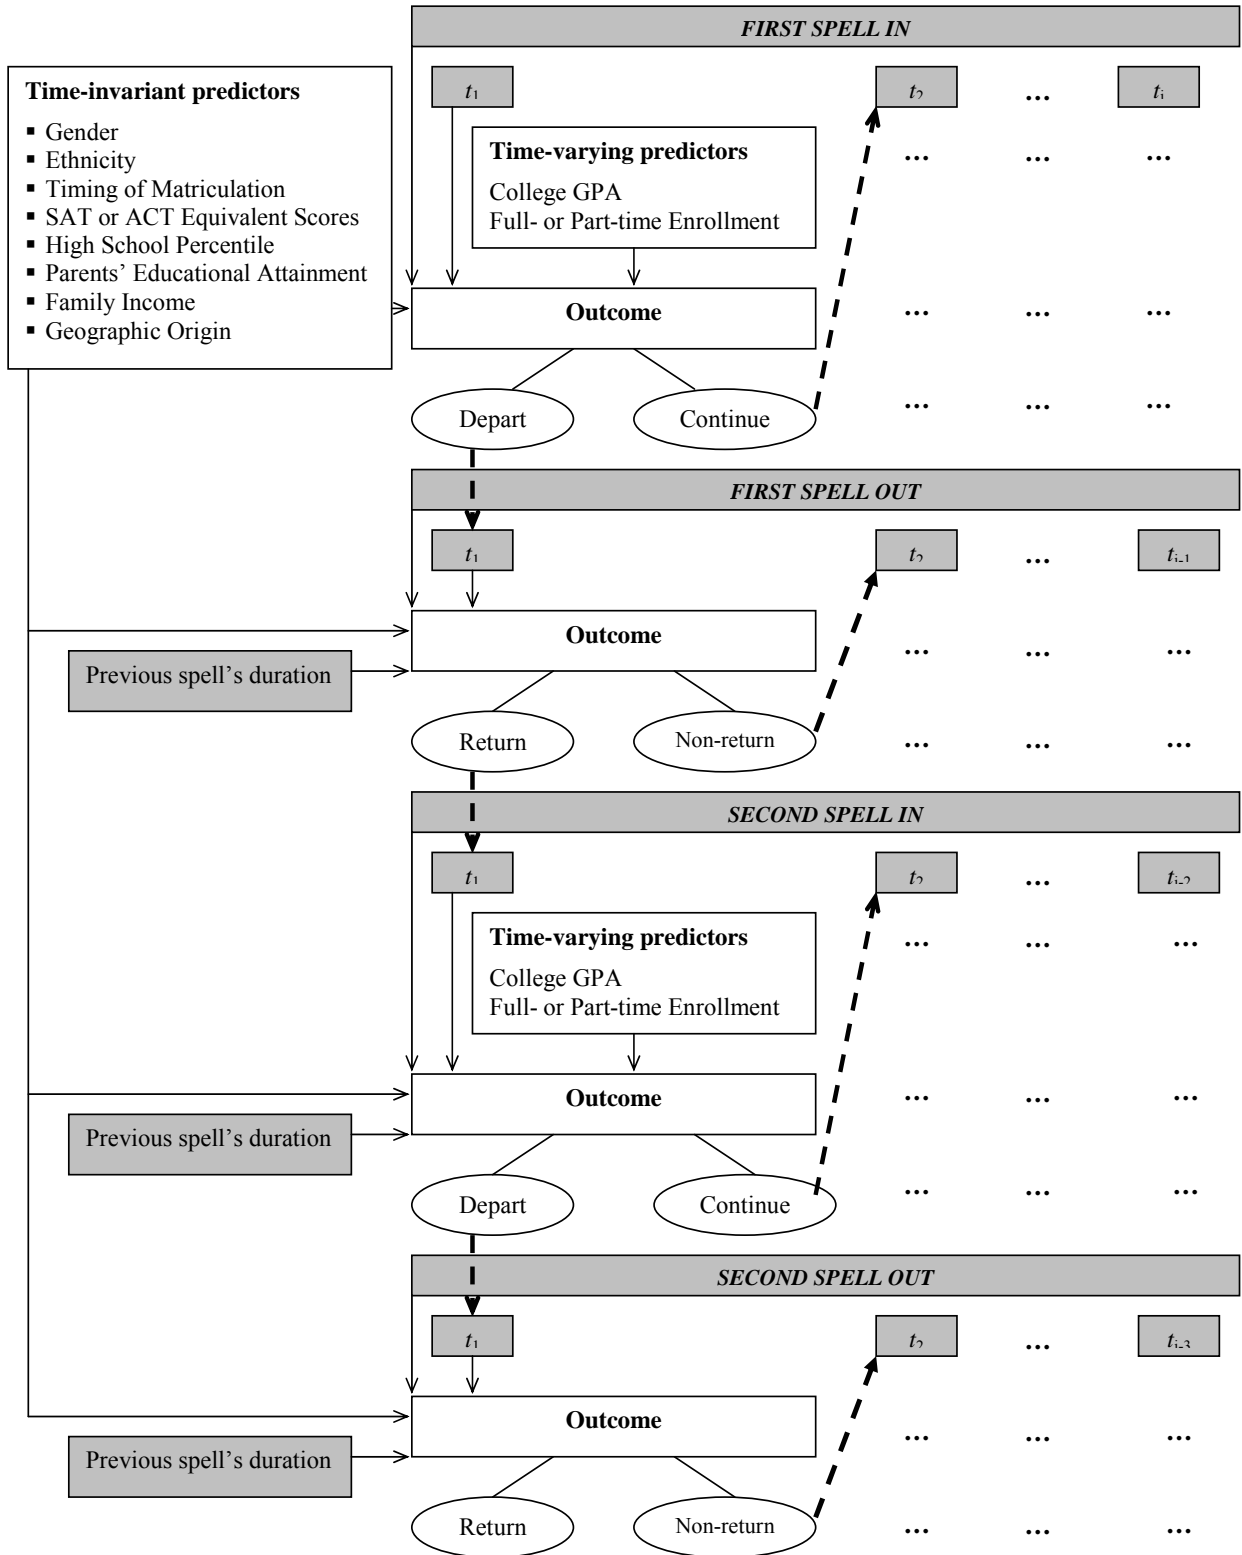 FIRST SPELL IN
Time-invariant predictors
▪ Gender
▪ Ethnicity
▪ Timing of Matriculation
▪ SAT or ACT Equivalent Scores
▪ High School Percentile
▪ Parents’ Educational Attainment
▪ Family Income
▪ Geographic Origin
t1 t2 ... ti
Time-varying predictors
College GPA
Full- or Part-time Enrollment
... ... ...
Outcome
... ... ...
Depart Continue
... ... ...
FIRST SPELL OUT
t1 t2 ... ti-1
Outcome
... ... ...
Previous spell’s duration
Return Non-return
... ... ...
SECOND SPELL IN
t1 t2 ... ti-2
Time-varying predictors
College GPA
Full- or Part-time Enrollment
... ... ...
Outcome
... ... ...
Previous spell’s duration
Depart Continue
... ... ...
SECOND SPELL OUT
t1 t2 ... ti-3
Outcome
... ... ...
Previous spell’s duration
Return Non-return
... ... ...